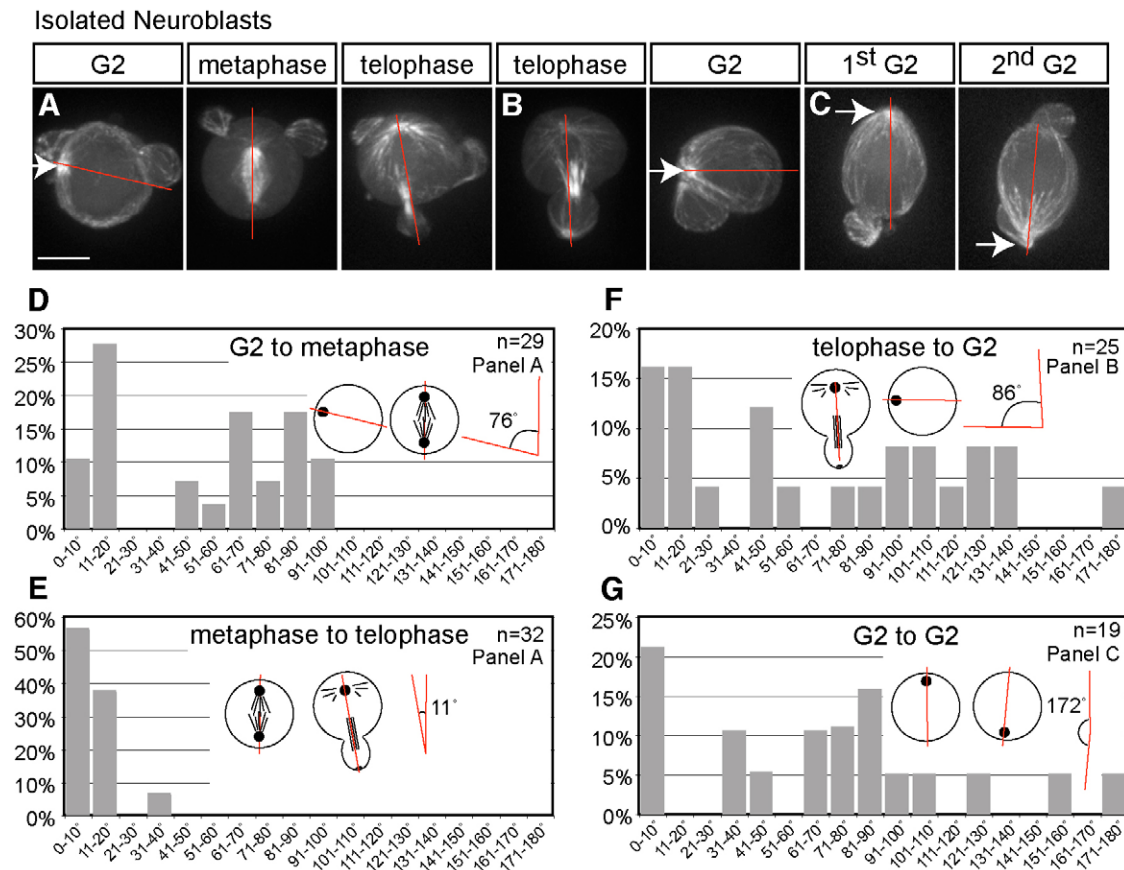 Isolated Neuroblasts
G2 metaphase telophase telophase G2 1st G2 2nd G2
A B C
D
30%
25%
20%
15%
10%
5%
0%
G2 to metaphase
n=29
Panel A
76°
0-10° 11-20° 21-30° 31-40° 41-50° 51-60° 61-70° 71-80° 81-90° 91-100° 101-110° 111-120° 121-130° 131-140° 141-150° 151-160° 161-170° 171-180°
F
20%
15%
10%
5%
0%
telophase to G2
n=25
Panel B
86°
0-10° 11-20° 21-30° 31-40° 41-50° 51-60° 61-70° 71-80° 81-90° 91-100° 101-110° 111-120° 121-130° 131-140° 141-150° 151-160° 161-170° 171-180°
E
60%
50%
40%
30%
20%
10%
0%
metaphase to telophase
n=32
Panel A
11°
0-10° 11-20° 21-30° 31-40° 41-50° 51-60° 61-70° 71-80° 81-90° 91-100° 101-110° 111-120° 121-130° 131-140° 141-150° 151-160° 161-170° 171-180°
G
25%
20%
15%
10%
5%
0%
G2 to G2
n=19
Panel C
172°
0-10° 11-20° 21-30° 31-40° 41-50° 51-60° 61-70° 71-80° 81-90° 91-100° 101-110° 111-120° 121-130° 131-140° 141-150° 151-160° 161-170° 171-180°